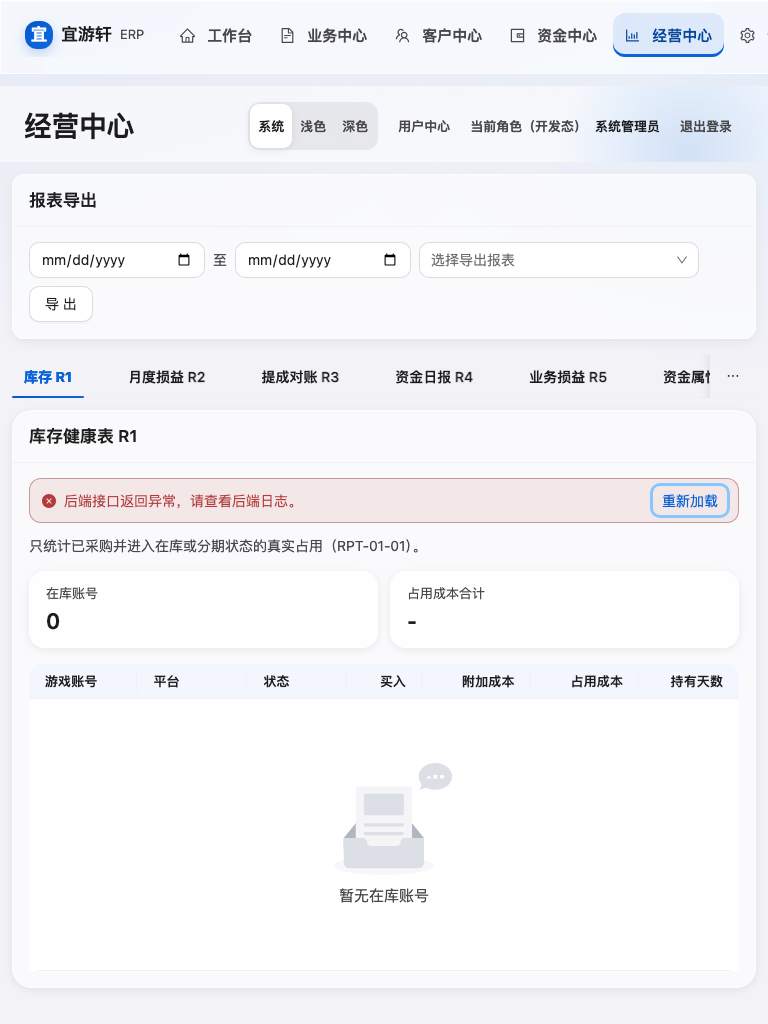 宜 宜游轩 ERP 工作台 业务中心 客户中心 资金中心 经营中心
经营中心 系统 浅色 深色 用户中心 当前角色（开发态） 系统管理员 退出登录
报表导出
mm/dd/yyyy 至 mm/dd/yyyy 选择导出报表
导 出
库存 R1 月度损益 R2 提成对账 R3 资金日报 R4 业务损益 R5 资金属 ···
库存健康表 R1
后端接口返回异常，请查看后端日志。 重新加载
只统计已采购并进入在库或分期状态的真实占用（RPT-01-01）。
在库账号 占用成本合计
0 -
游戏账号 平台 状态 买入 附加成本 占用成本 持有天数
暂无在库账号